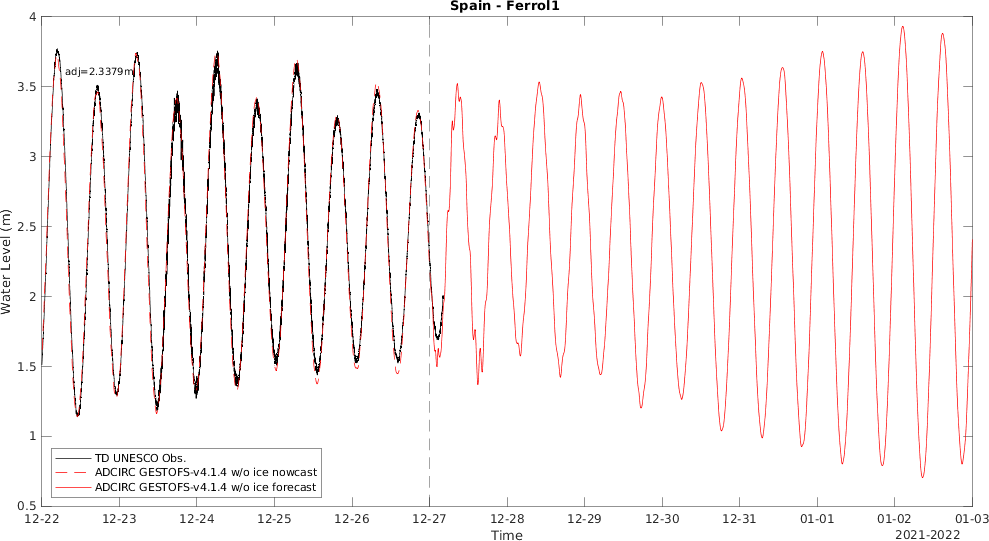 Spain - Ferrol1
adj=2.3379m
Water Level (m)
4
3.5
3
2.5
2
1.5
1
0.5
TD UNESCO Obs.
ADCIRC GESTOFS-v4.1.4 w/o ice nowcast
ADCIRC GESTOFS-v4.1.4 w/o ice forecast
12-22 12-23 12-24 12-25 12-26 12-27 12-28 12-29 12-30 12-31 01-01 01-02 01-03
Time
2021-2022